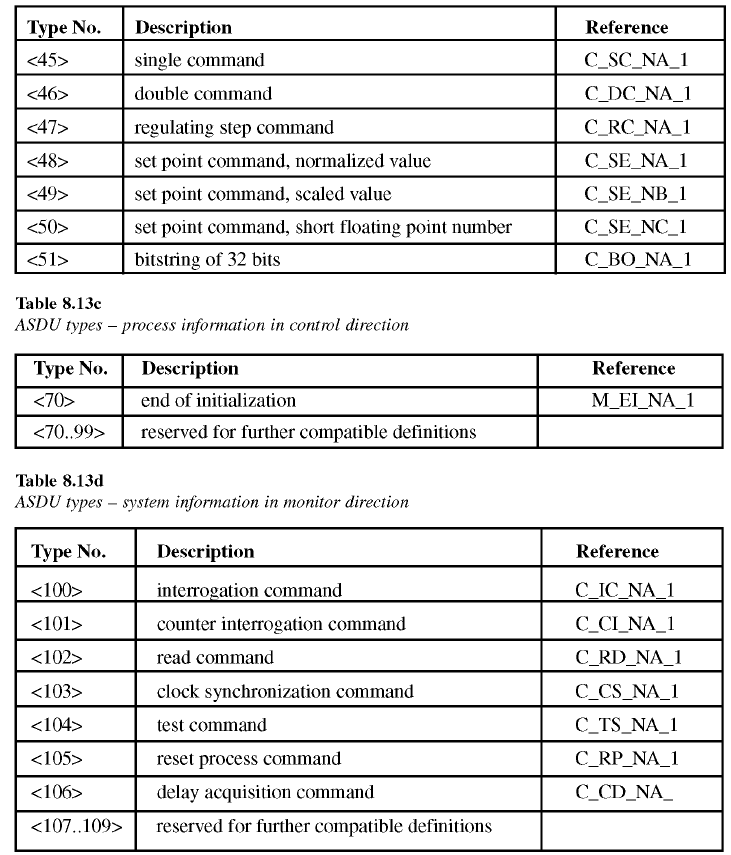 Type No. Description Reference
<45> single command C_SC_NA_1
<46> double command C_DC_NA_1
<47> regulating step command C_RC_NA_1
<48> set point command, normalized value C_SE_NA_1
<49> set point command, scaled value C_SE_NB_1
<50> set point command, short floating point number C_SE_NC_1
<51> bitstring of 32 bits C_BO_NA_1
Table 8.13c
ASDU types – process information in control direction
Type No. Description Reference
<70> end of initialization M_EI_NA_1
<70..99> reserved for further compatible definitions
Table 8.13d
ASDU types – system information in monitor direction
Type No. Description Reference
<100> interrogation command C_IC_NA_1
<101> counter interrogation command C_CI_NA_1
<102> read command C_RD_NA_1
<103> clock synchronization command C_CS_NA_1
<104> test command C_TS_NA_1
<105> reset process command C_RP_NA_1
<106> delay acquisition command C_CD_NA_
<107..109> reserved for further compatible definitions